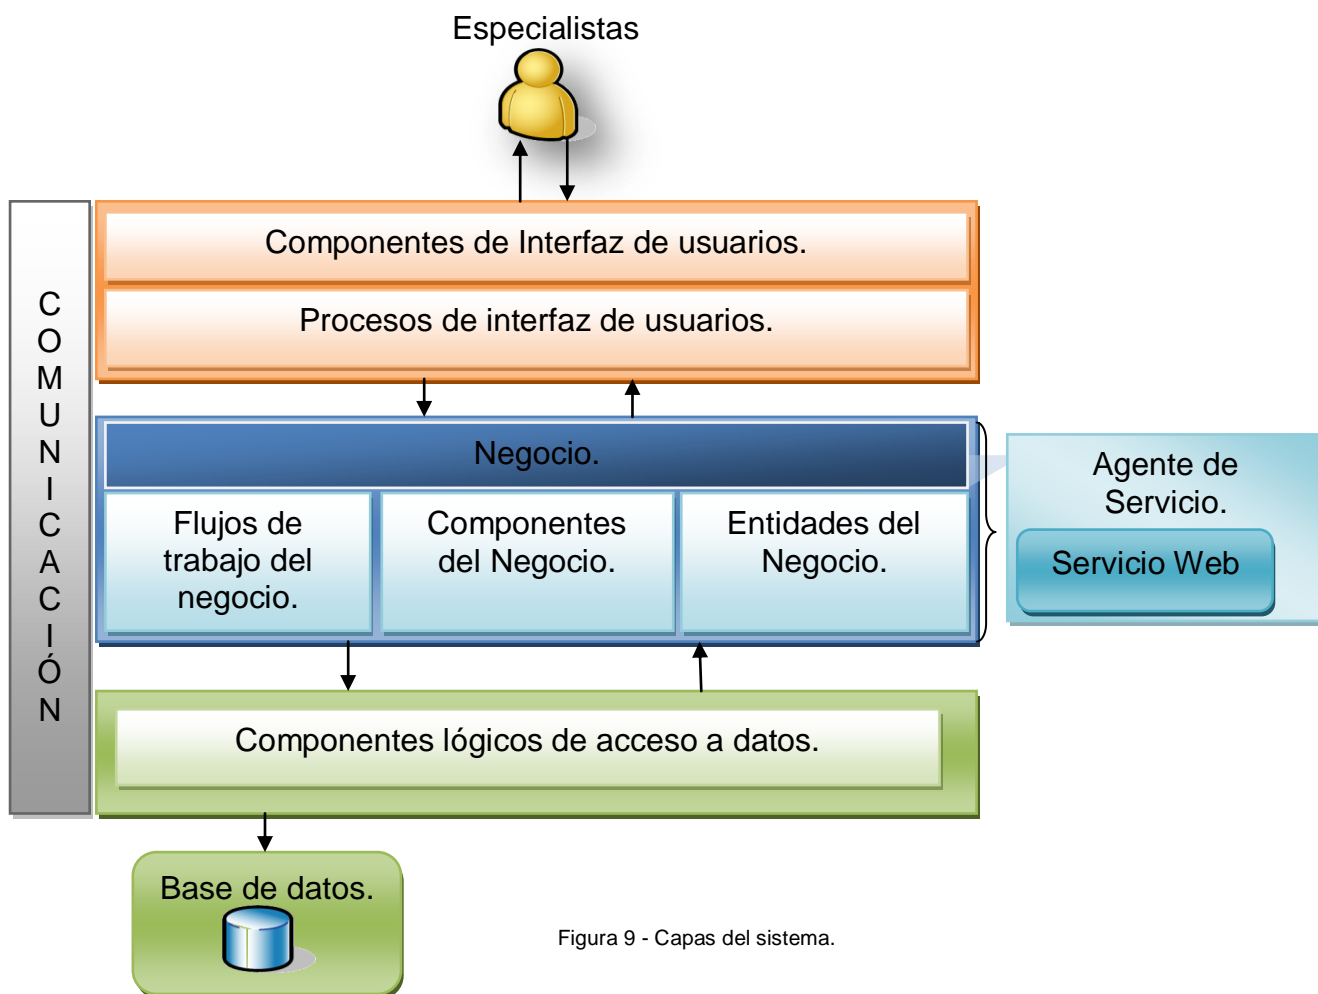 Especialistas
COMUNICACIÓN
Componentes de Interfaz de usuarios.
Procesos de interfaz de usuarios.
Negocio.
Flujos de
trabajo del
negocio.
Componentes
del Negocio.
Entidades del
Negocio.
Agente de
Servicio.
Servicio Web
Componentes lógicos de acceso a datos.
Base de datos.
Figura 9 - Capas del sistema.